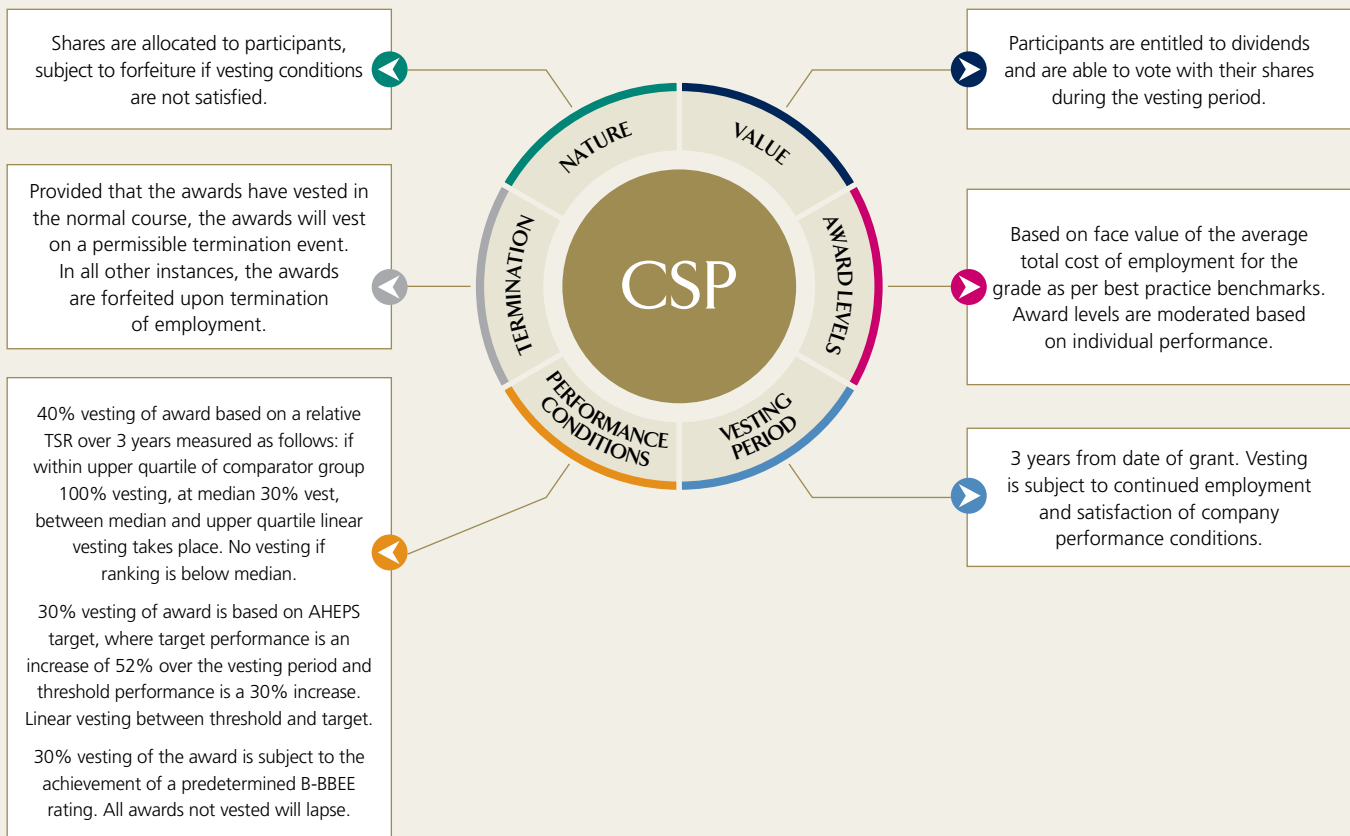 Shares are allocated to participants,
subject to forfeiture if vesting conditions
are not satisfied.
Provided that the awards have vested in
the normal course, the awards will vest
on a permissible termination event.
In all other instances, the awards
are forfeited upon termination
of employment.
40% vesting of award based on a relative
TSR over 3 years measured as follows: if
within upper quartile of comparator group
100% vesting, at median 30% vest,
between median and upper quartile linear
vesting takes place. No vesting if
ranking is below median.
30% vesting of award is based on AHEPS
target, where target performance is an
increase of 52% over the vesting period and
threshold performance is a 30% increase.
Linear vesting between threshold and target.
30% vesting of the award is subject to the
achievement of a predetermined B-BBEE
rating. All awards not vested will lapse.
NATURE
VALUE
TERMINATION
CSP
AWARD LEVELS
PERFORMANCE
CONDITIONS
VESTING
PERIOD
Participants are entitled to dividends
and are able to vote with their shares
during the vesting period.
Based on face value of the average
total cost of employment for the
grade as per best practice benchmarks.
Award levels are moderated based
on individual performance.
3 years from date of grant. Vesting
is subject to continued employment
and satisfaction of company
performance conditions.